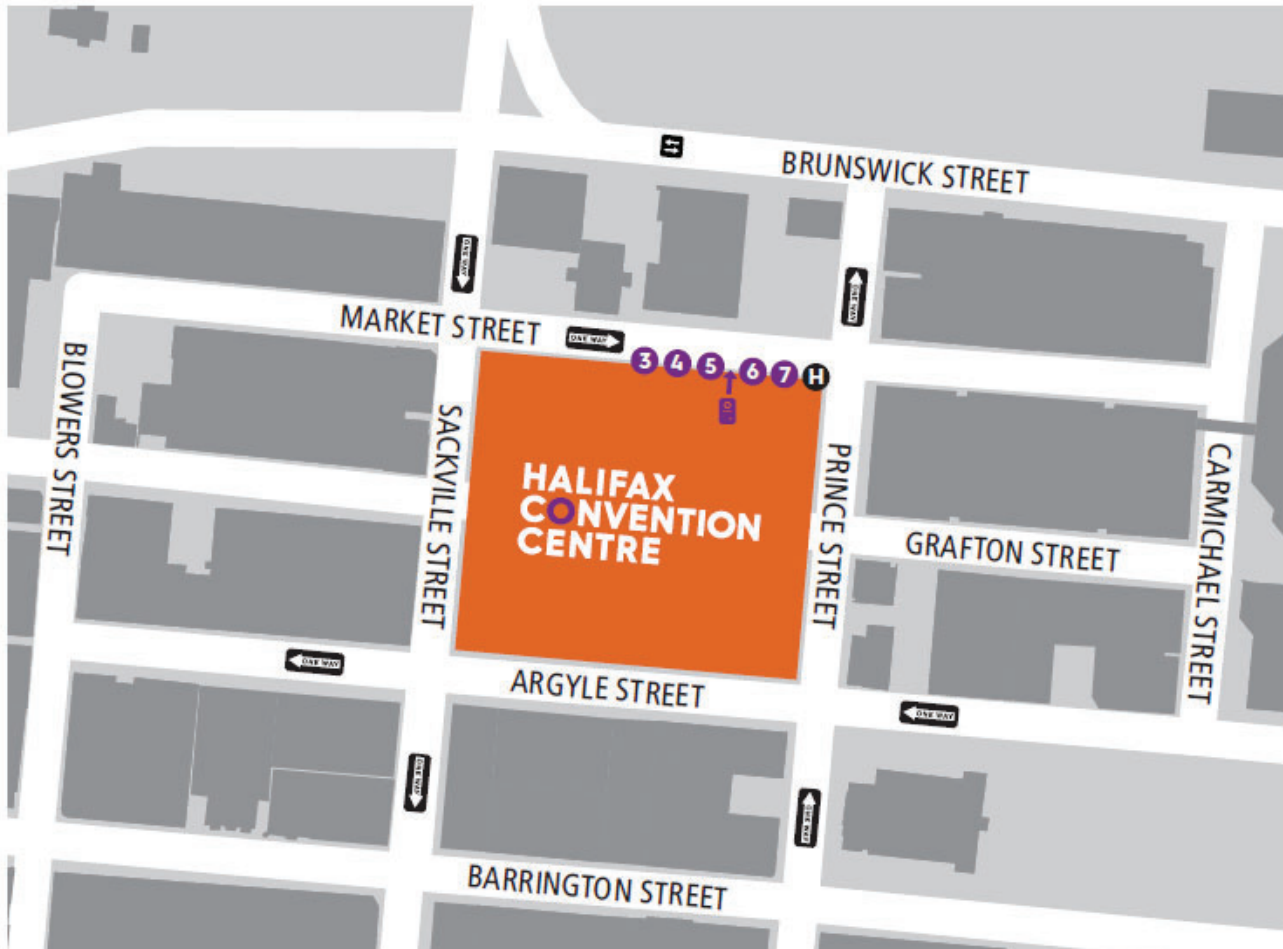 BRUNSWICK STREET
ONE WAY
ONE WAY
MARKET STREET
ONE WAY
3 4 5 6 7 H
BLOWERS STREET
SACKVILLE STREET
HALIFAX
CONVENTION
CENTRE
PRINCE STREET
CARMICHAEL STREET
GRAFTON STREET
ONE WAY
ARGYLE STREET
ONE WAY
ONE WAY
ONE WAY
BARRINGTON STREET